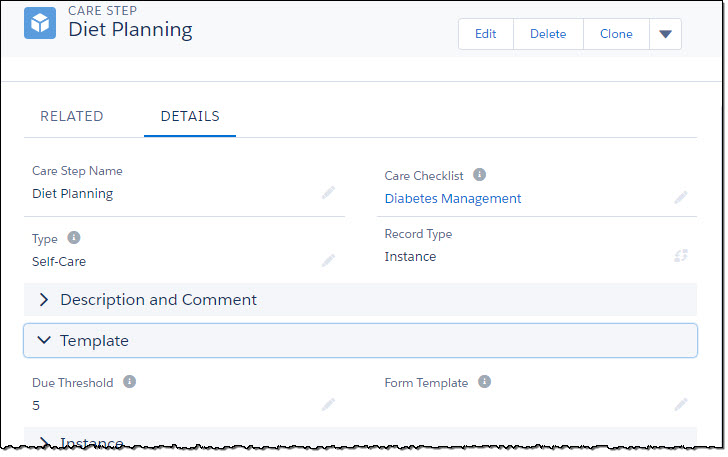 CARE STEP
Diet Planning
Edit
Delete
Clone
RELATED
DETAILS
Care Step Name
Diet Planning
Care Checklist
Diabetes Management
Type
Self-Care
Record Type
Instance
Description and Comment
Template
Due Threshold
5
Form Template
Instance